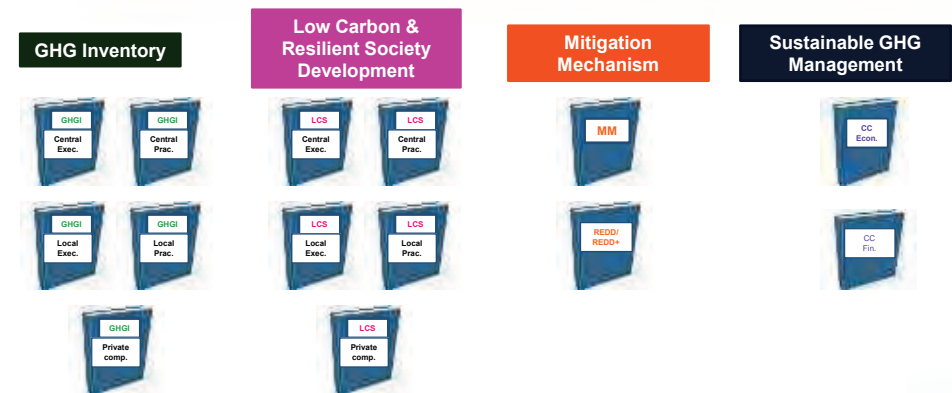 GHG Inventory
Low Carbon &
Resilient Society
Development
Mitigation
Mechanism
Sustainable GHG
Management
GHGI
Central
Exec.
GHGI
Central
Prac.
LCS
Central
Exec.
LCS
Central
Prac.
MM
CC
Econ.
GHGI
Local
Exec.
GHGI
Local
Prac.
LCS
Local
Exec.
LCS
Local
Prac.
REDD/
REDD+
CC
Fin.
GHGI
Private
comp.
LCS
Private
comp.